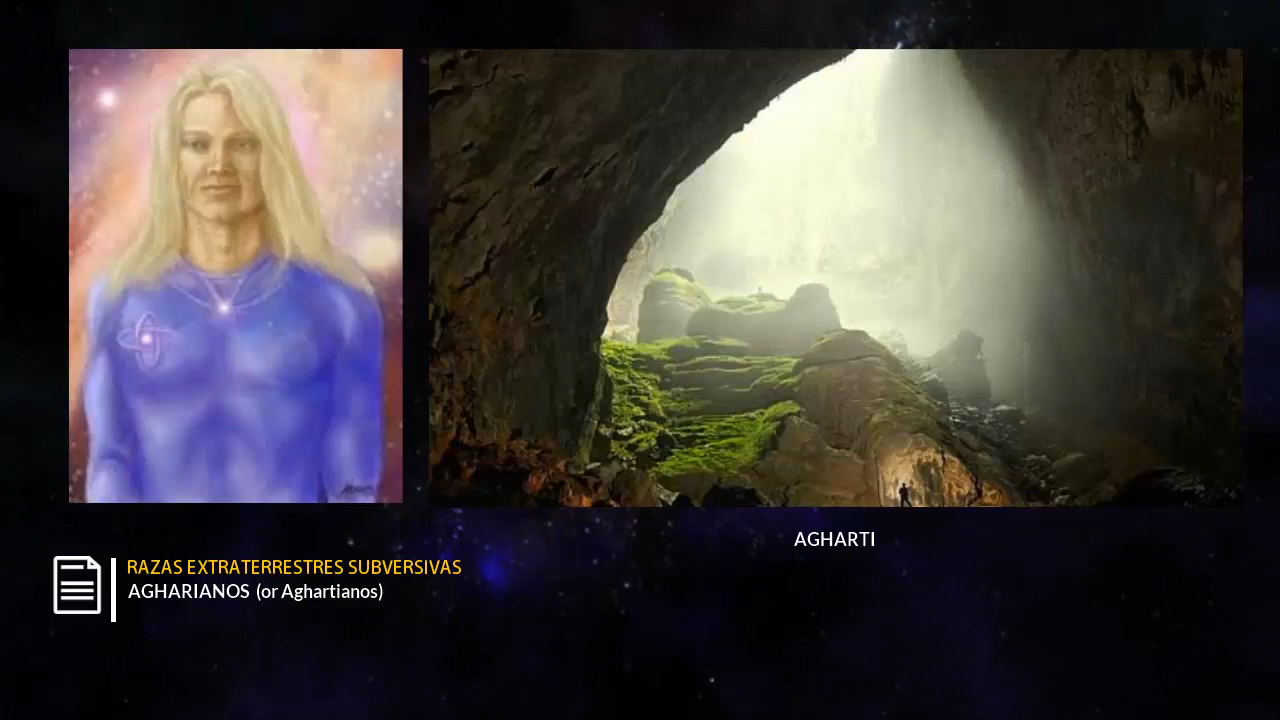 AGHARTI
RAZAS EXTRATERRESTRES SUBVERSIVAS
AGHARIANOS (or Aghartianos)